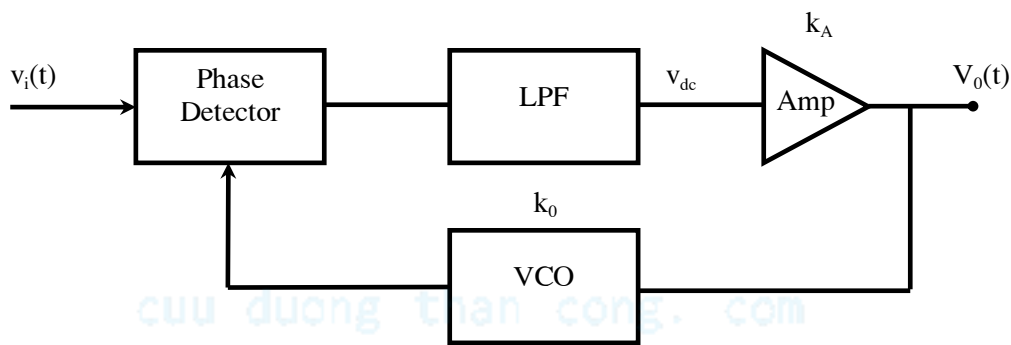 k_A
v_i(t)
Phase
Detector
LPF
v_dc
Amp
V_0(t)
k_0
VCO
cuu duong than cong. com